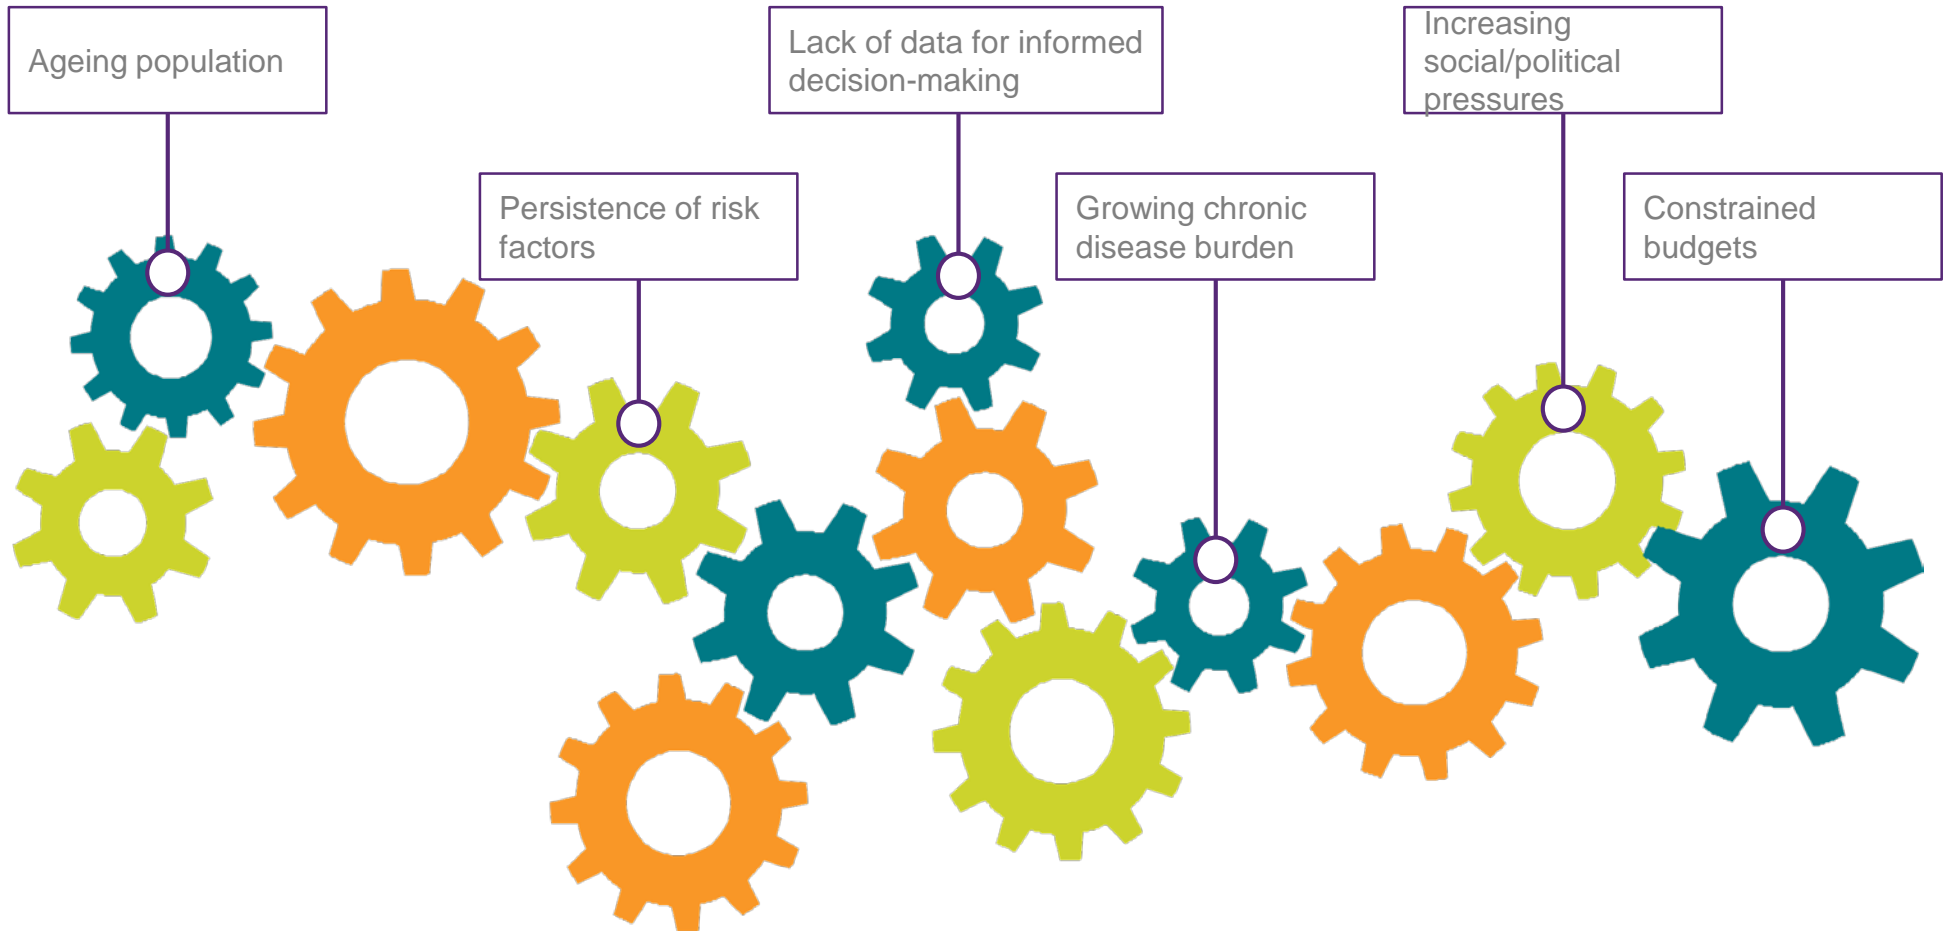 Ageing population
Lack of data for informed
decision-making
Increasing
social/political
pressures
Persistence of risk
factors
Growing chronic
disease burden
Constrained
budgets